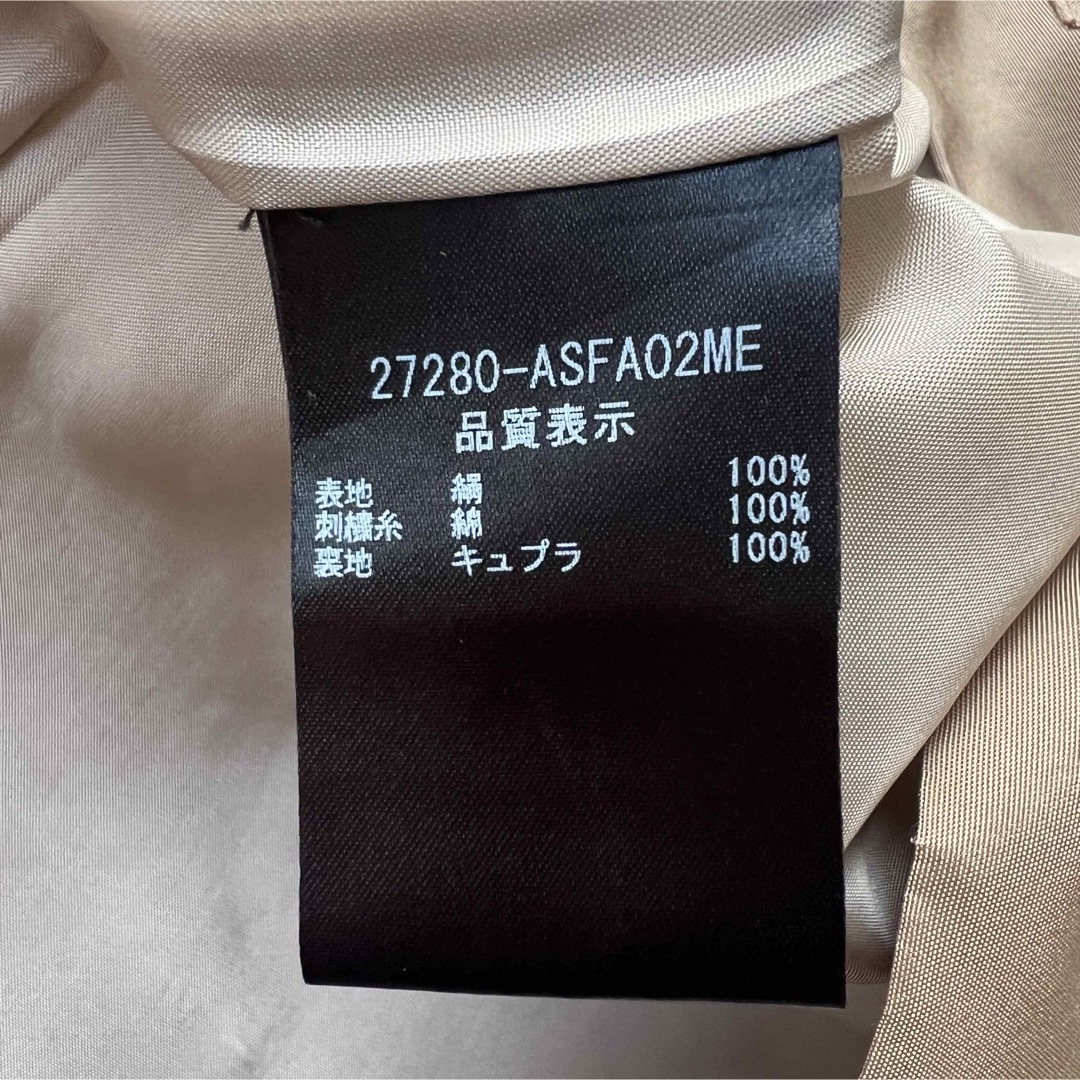 27280-ASFA02ME
品質表示
表地 絹 100%
刺繍糸 綿 100%
裏地 キュプラ 100%